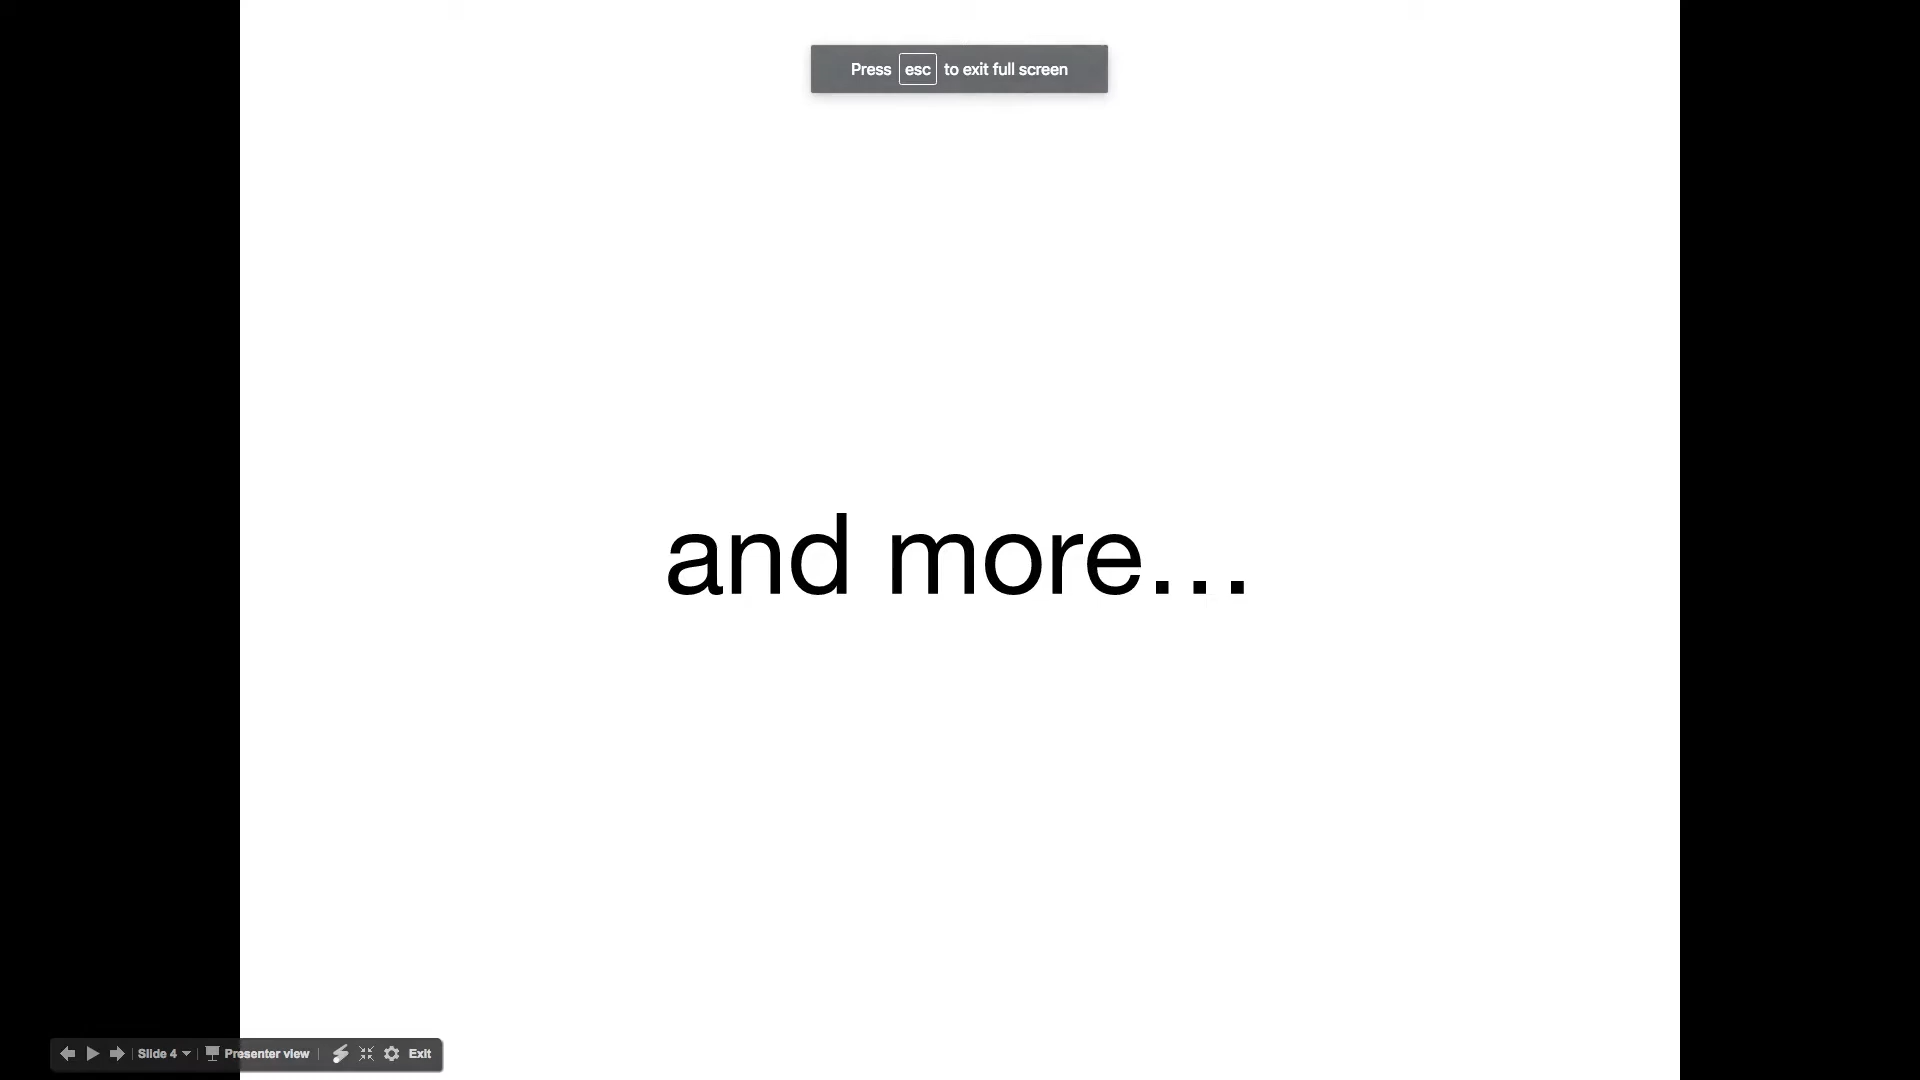 Press esc to exit full screen
and more...
Slide 4 Presenter view Exit